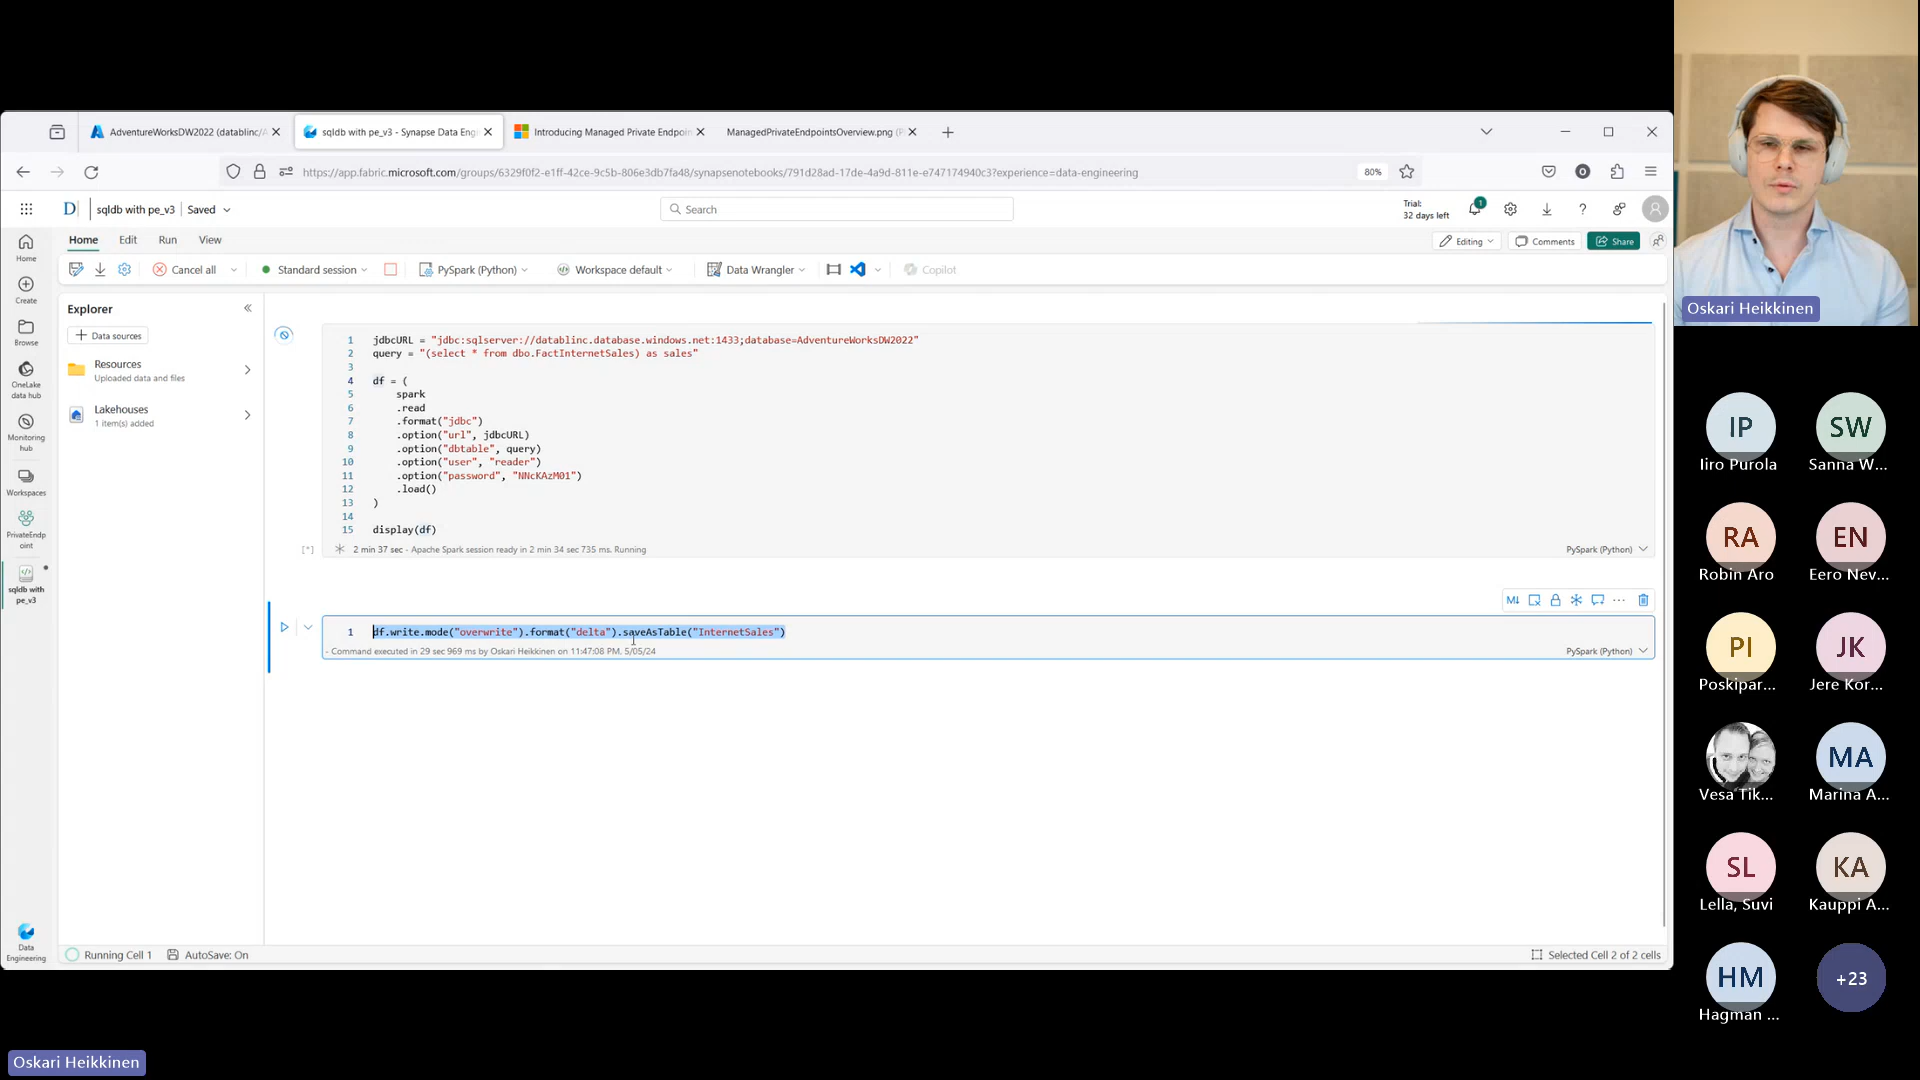 AdventureWorksDW2022 (datablinc/A
sqldb with pe_v3 - Synapse Data Eng
Introducing Managed Private Endpoin
ManagedPrivateEndpointsOverview.png (P
https://app.fabric.microsoft.com/groups/6329f0f2-e1ff-42ce-9c5b-806e3db7fa48/synapsenotebooks/791d28ad-17de-4a9d-811e-e747174940c3?experience=data-engineering
80%
sqldb with pe_v3 | Saved
Search
Trial:
32 days left
1
Home Edit Run View
Editing
Comments
Share
Cancel all
Standard session
PySpark (Python)
Workspace default
Data Wrangler
Copilot
Home
Create
Browse
OneLake
data hub
Monitoring
hub
Workspaces
PrivateEndp
oint
sqldb with
pe_v3
Data
Engineering
Explorer
Data sources
Resources
Uploaded data and files
Lakehouses
1 item(s) added
1 jdbcURL = "jdbc:sqlserver://datablinc.database.windows.net:1433;database=AdventureWorksDW2022"
2 query = "(select * from dbo.FactInternetSales) as sales"
3
4 df = (
5 spark
6 .read
7 .format("jdbc")
8 .option("url", jdbcURL)
9 .option("dbtable", query)
10 .option("user", "reader")
11 .option("password", "NNcKAzM01")
12 .load()
13 )
14
15 display(df)
[*]
2 min 37 sec - Apache Spark session ready in 2 min 34 sec 735 ms. Running
PySpark (Python)
M↓
1 df.write.mode("overwrite").format("delta").saveAsTable("InternetSales")
- Command executed in 29 sec 969 ms by Oskari Heikkinen on 11:47:08 PM, 5/05/24
PySpark (Python)
Running Cell 1
AutoSave: On
Selected Cell 2 of 2 cells
Oskari Heikkinen
IP
Iiro Purola
SW
Sanna W...
RA
Robin Aro
EN
Eero Nev...
PI
Poskipar...
JK
Jere Kor...
Vesa Tik...
MA
Marina A...
SL
Lella, Suvi
KA
Kauppi A...
HM
Hagman ...
+23
Oskari Heikkinen